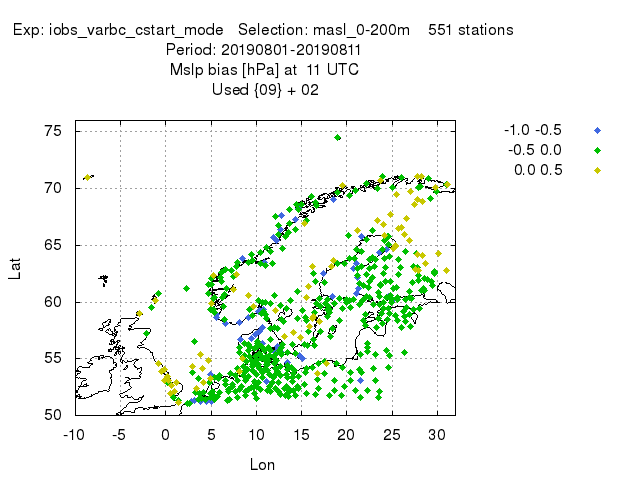 Exp: iobs_varbc_cstart_mode Selection: masl_0-200m 551 stations
Period: 20190801-20190811
Mslp bias [hPa] at 11 UTC
Used {09} + 02
-1.0 -0.5
-0.5 0.0
0.0 0.5
75
70
65
60
55
50
Lat
-10 -5 0 5 10 15 20 25 30
Lon